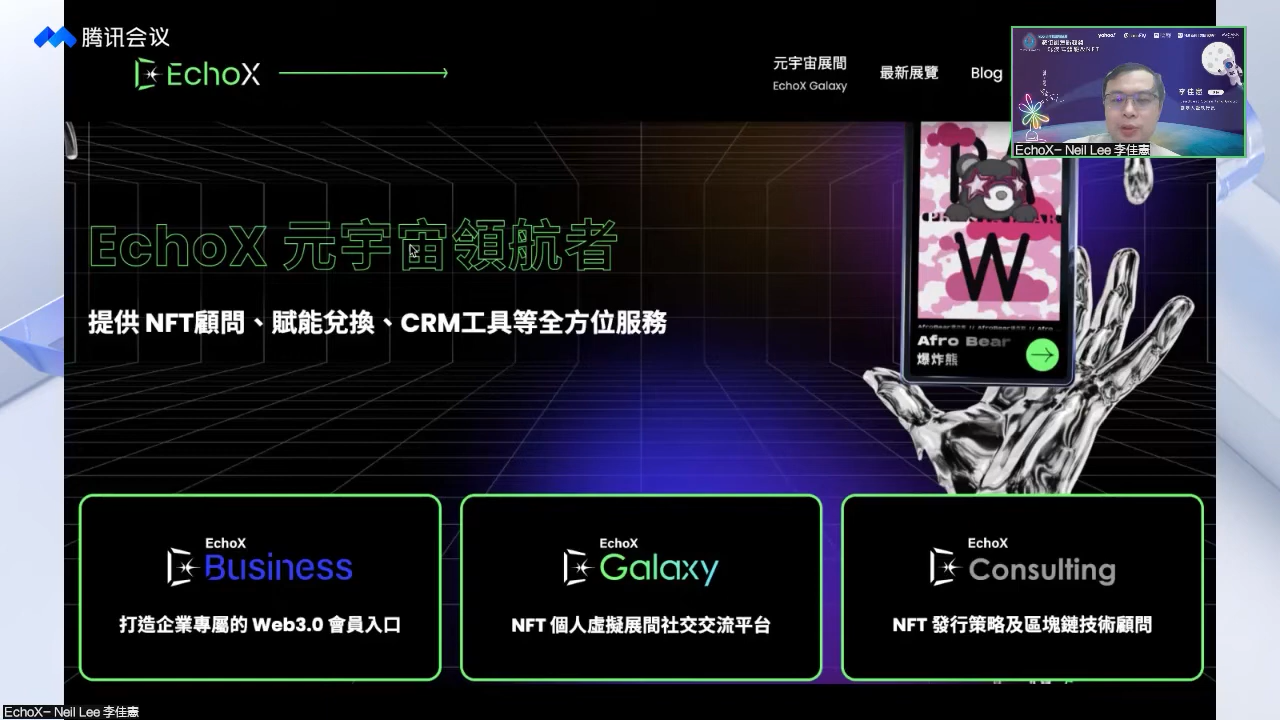 腾讯会议
EchoX
元宇宙展間
EchoX Galaxy
最新展覽
Blog
yahoo!
李佳憲
EchoX- Neil Lee 李佳憲
EchoX 元宇宙領航者
提供 NFT顧問、賦能兌換、CRM工具等全方位服務
W
Afro Bear
爆炸熊
EchoX
Business
打造企業專屬的 Web3.0 會員入口
EchoX
Galaxy
NFT 個人虛擬展間社交交流平台
EchoX
Consulting
NFT 發行策略及區塊鏈技術顧問
EchoX- Neil Lee 李佳憲